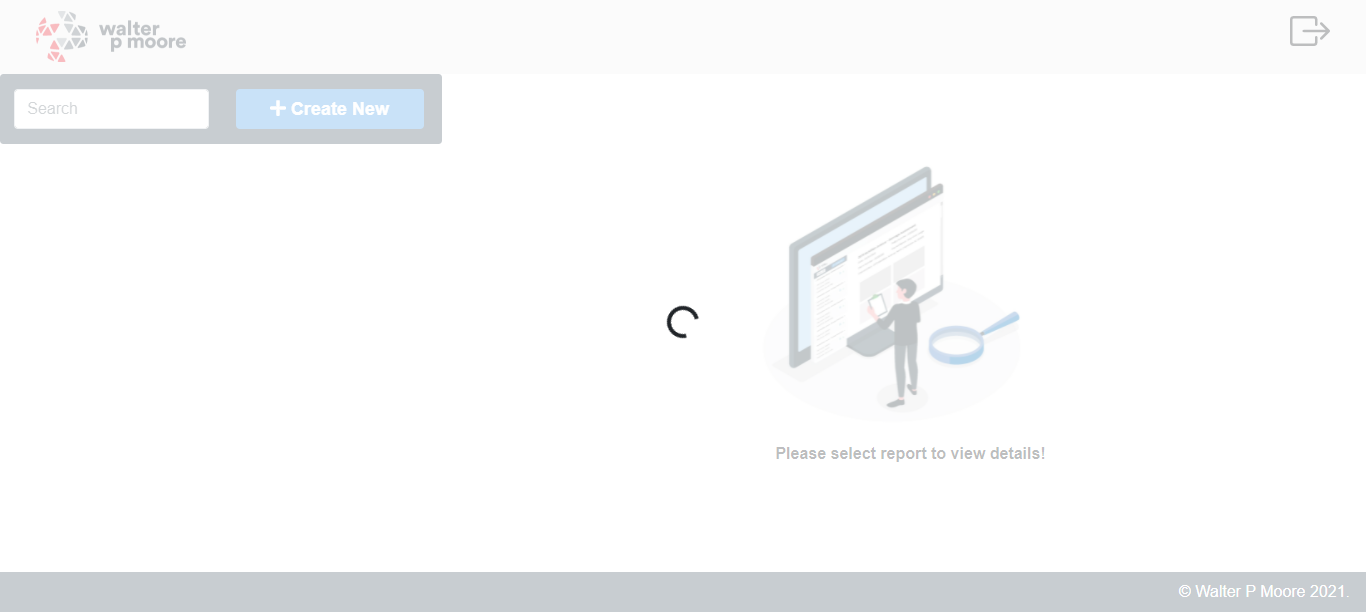 walter
p moore
Search
Create New
Please select report to view details!
© Walter P Moore 2021.